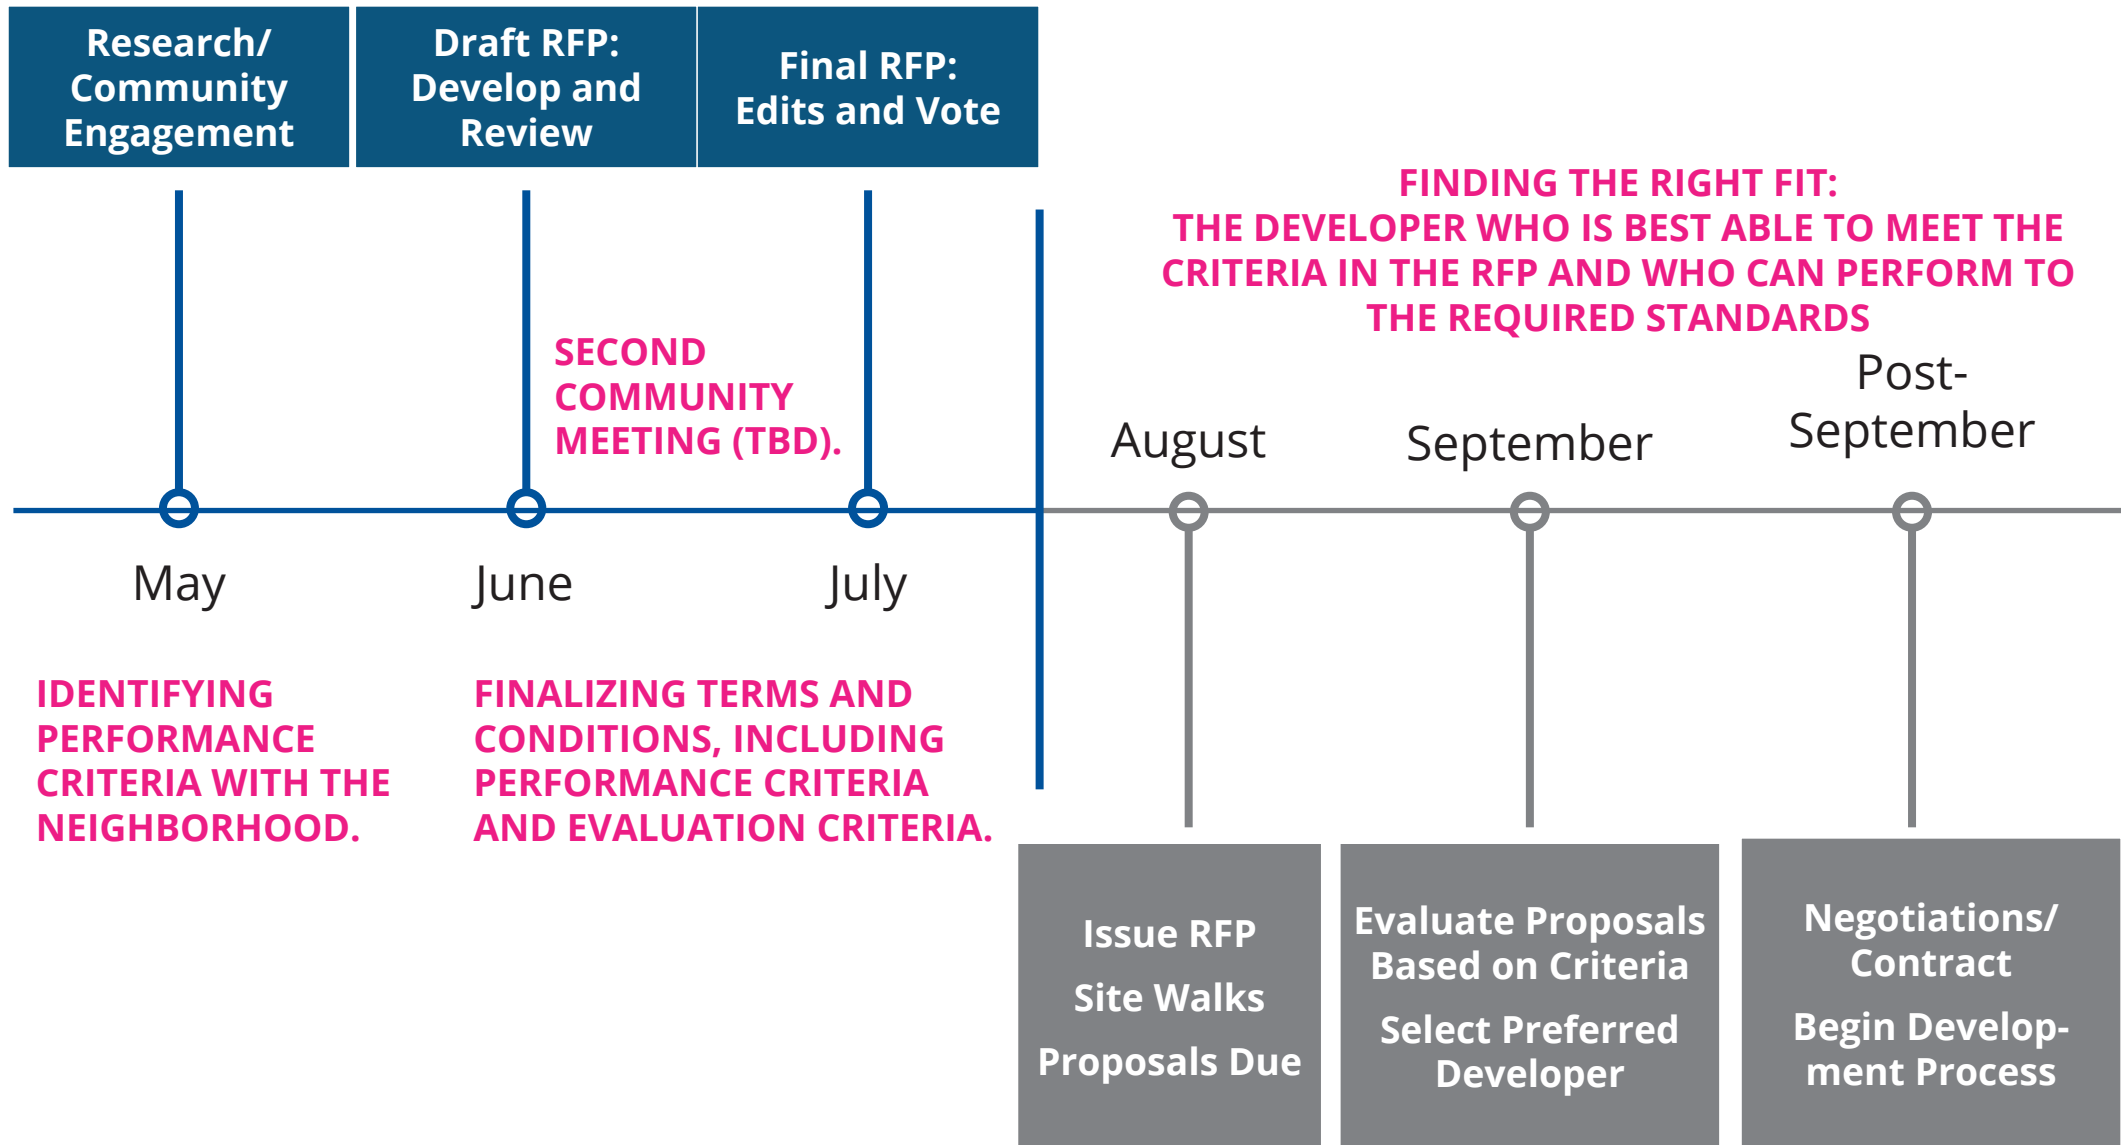 Research/
Community
Engagement
Draft RFP:
Develop and
Review
Final RFP:
Edits and Vote
FINDING THE RIGHT FIT:
THE DEVELOPER WHO IS BEST ABLE TO MEET THE
CRITERIA IN THE RFP AND WHO CAN PERFORM TO
THE REQUIRED STANDARDS
SECOND
COMMUNITY
MEETING (TBD).
August
September
Post-
September
May
June
July
IDENTIFYING
PERFORMANCE
CRITERIA WITH THE
NEIGHBORHOOD.
FINALIZING TERMS AND
CONDITIONS, INCLUDING
PERFORMANCE CRITERIA
AND EVALUATION CRITERIA.
Issue RFP
Site Walks
Proposals Due
Evaluate Proposals
Based on Criteria
Select Preferred
Developer
Negotiations/
Contract
Begin Develop-
ment Process